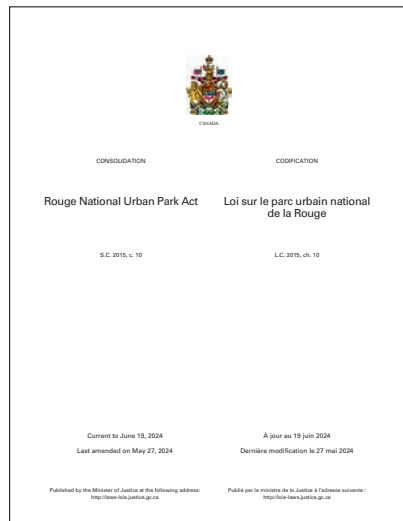 CANADA
CONSOLIDATION
Rouge National Urban Park Act
S.C. 2015, c. 10
Current to June 19, 2024
Last amended on May 27, 2024
Published by the Minister of Justice at the following address:
http://laws-lois.justice.gc.ca
CODIFICATION
Loi sur le parc urbain national
de la Rouge
L.C. 2015, ch. 10
À jour au 19 juin 2024
Dernière modification le 27 mai 2024
Publié par le ministre de la Justice à l'adresse suivante :
http://lois-laws.justice.gc.ca